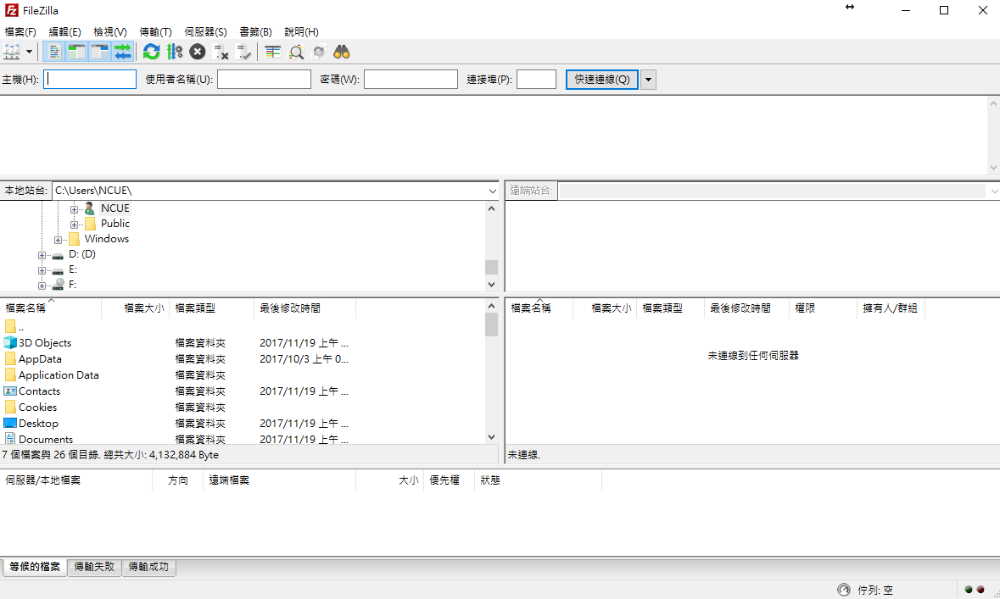 FileZilla
檔案(F) 編輯(E) 檢視(V) 傳輸(T) 伺服器(S) 書籤(B) 說明(H)
主機(H): 使用者名稱(U): 密碼(W): 連接埠(P): 快速連線(Q)
本地站台: C:\Users\NCUE\
NCUE
Public
Windows
D: (D)
E:
F:
遠端站台:
檔案名稱 檔案大小 檔案類型 最後修改時間
..
3D Objects 檔案資料夾 2017/11/19 上午 ...
AppData 檔案資料夾 2017/10/3 上午 0...
Application Data 檔案資料夾
Contacts 檔案資料夾 2017/11/19 上午 ...
Cookies 檔案資料夾
Desktop 檔案資料夾 2017/11/19 上午 ...
Documents 檔案資料夾 2017/11/19 上午 ...
7 個檔案與 26 個目錄. 總共大小: 4,132,884 Byte
檔案名稱 檔案大小 檔案類型 最後修改時間 權限 擁有人/群組
未連線到任何伺服器
未連線.
伺服器/本地檔案 方向 遠端檔案 大小 優先權 狀態
等候的檔案 傳輸失敗 傳輸成功
佇列: 空